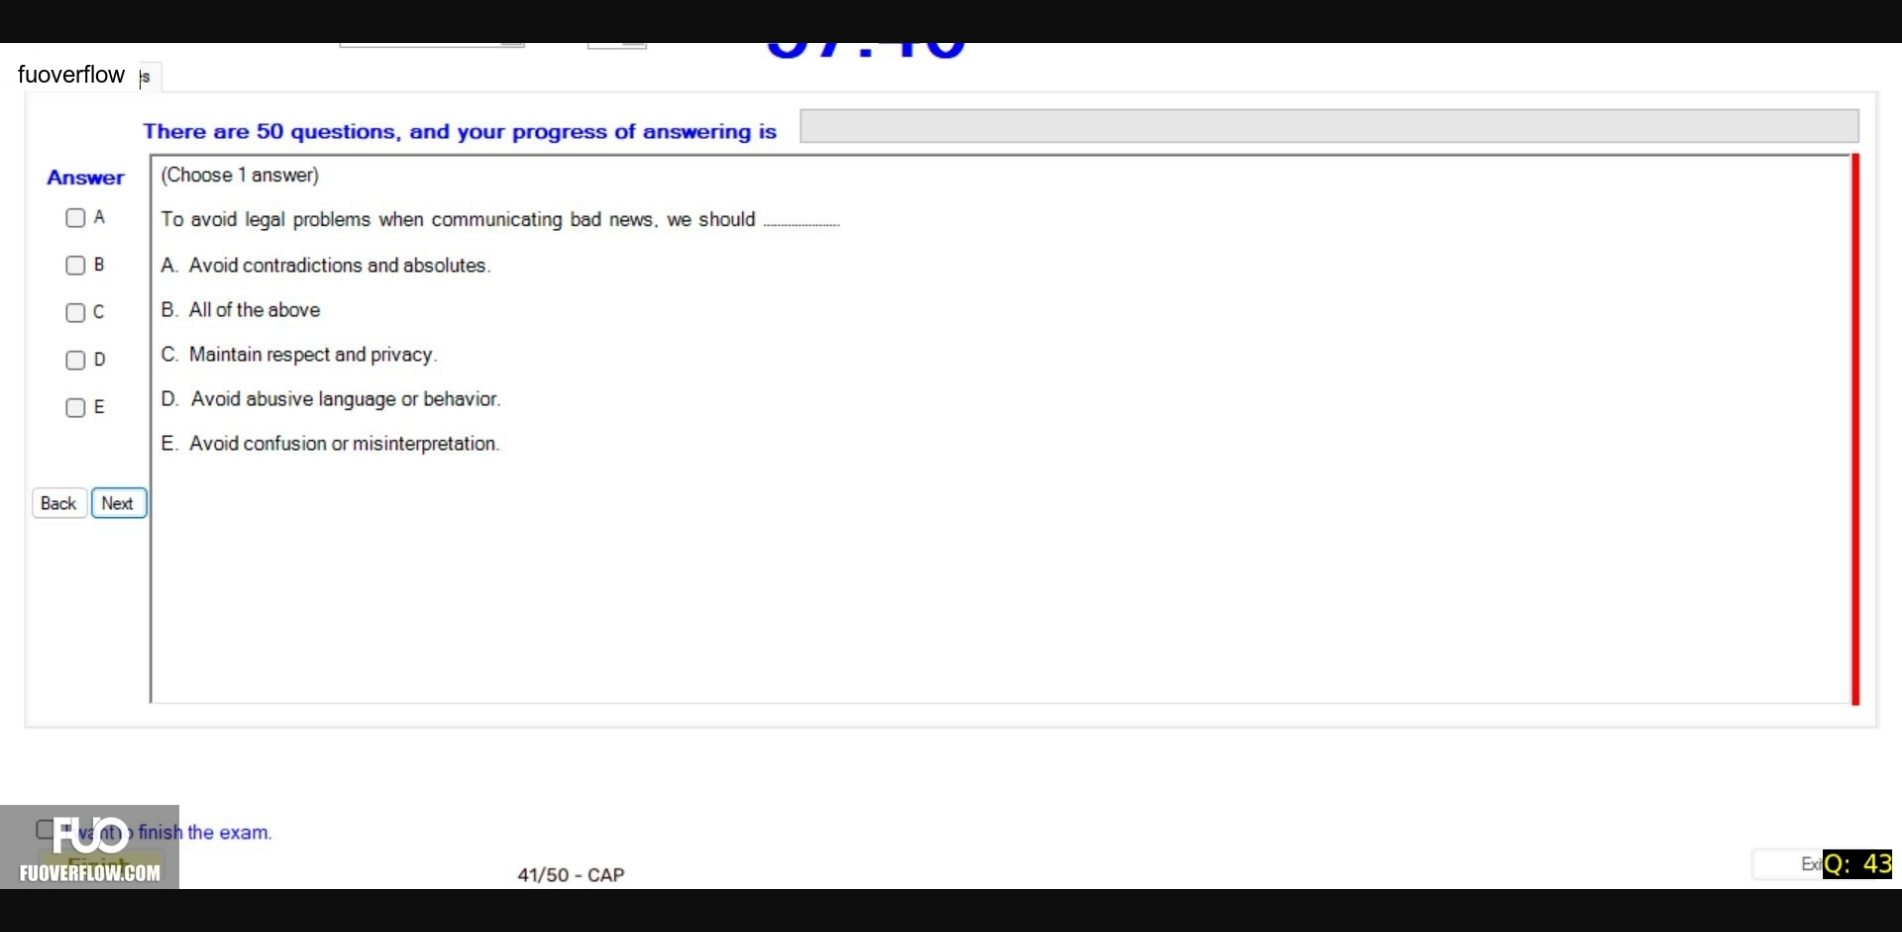 fuoverflow
There are 50 questions, and your progress of answering is
Answer
(Choose 1 answer)
A
To avoid legal problems when communicating bad news, we should ....................
B
A. Avoid contradictions and absolutes.
C
B. All of the above
D
C. Maintain respect and privacy.
E
D. Avoid abusive language or behavior.
E. Avoid confusion or misinterpretation.
Back Next
FUO
want to finish the exam.
FUOVERFLOW.COM
41/50 - CAP
Q: 43